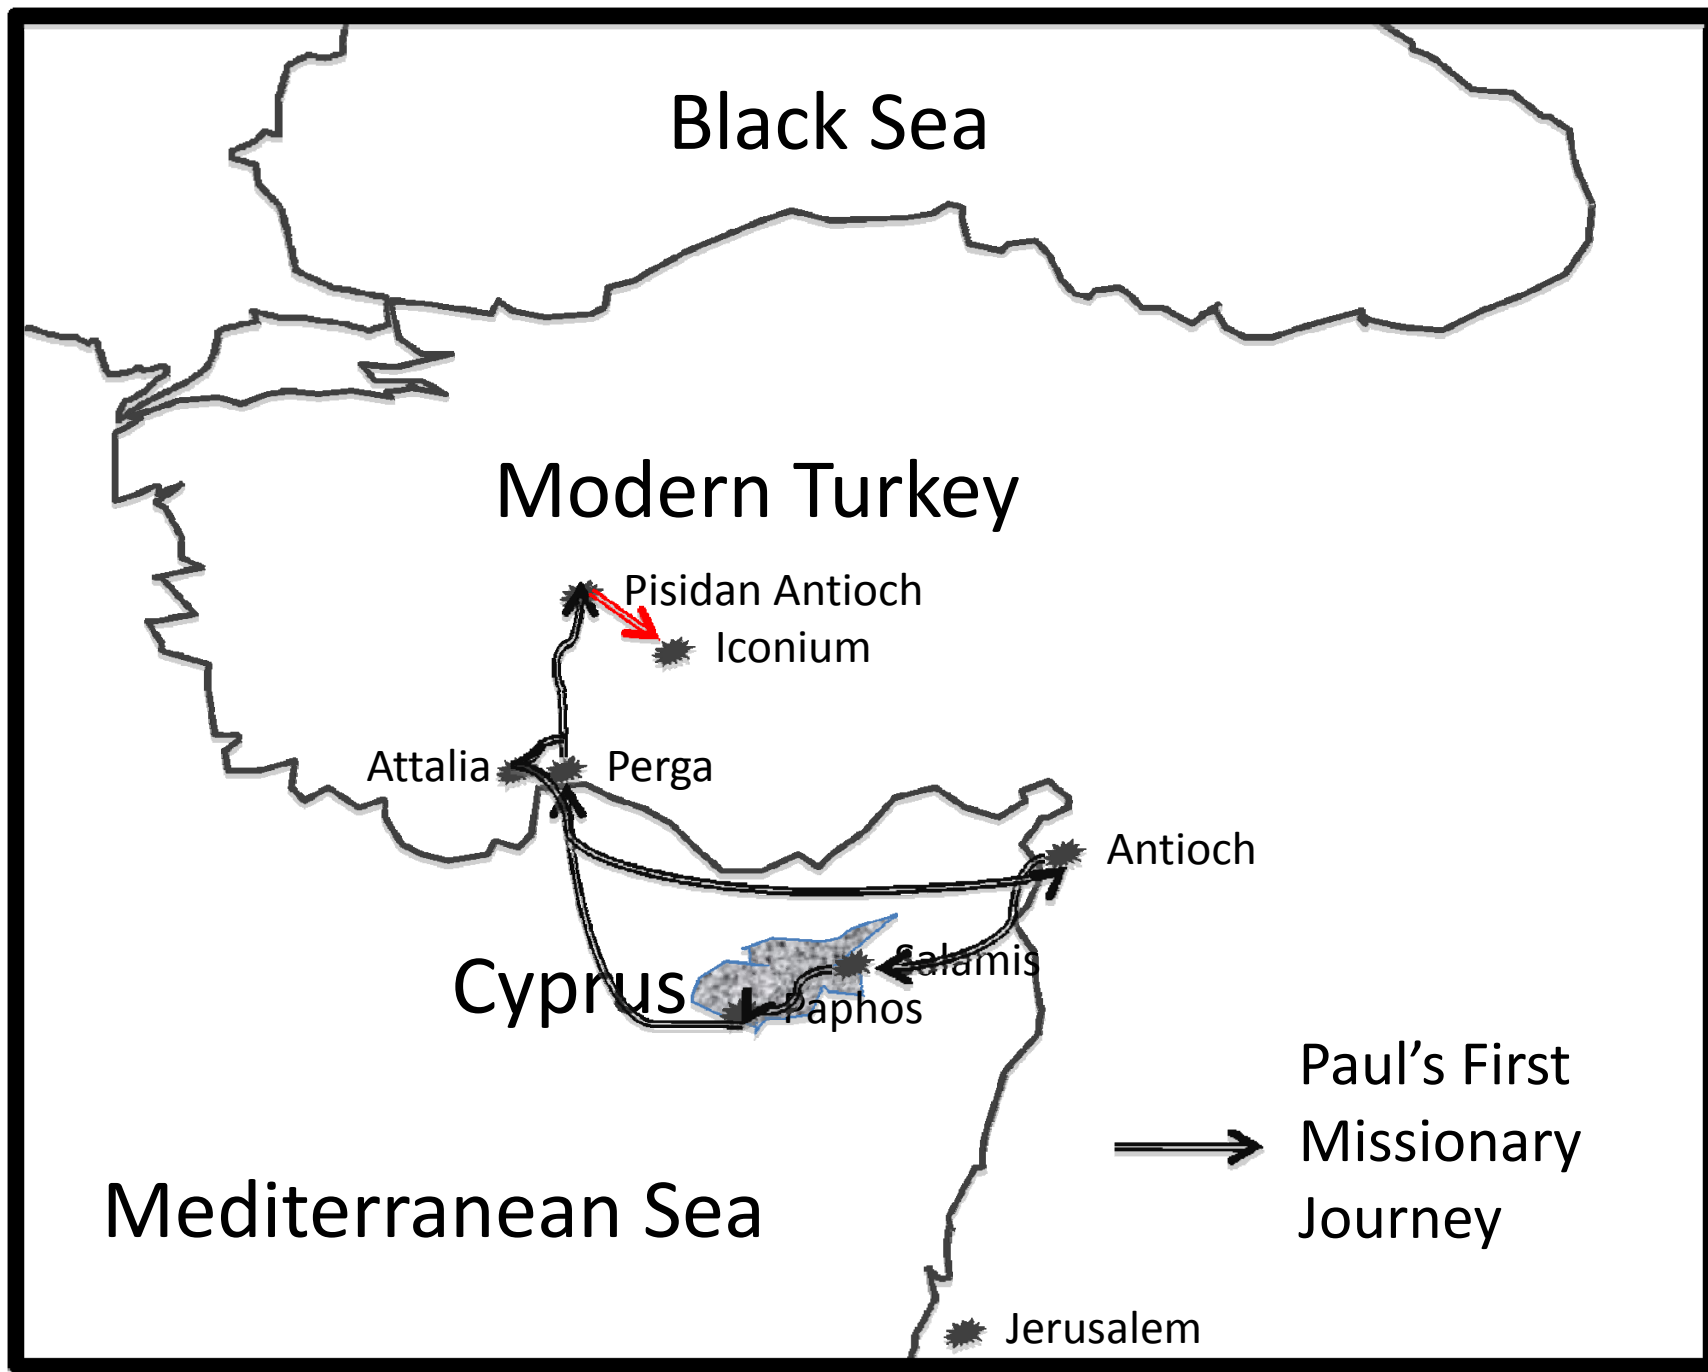 Black Sea
Modern Turkey
Pisidan Antioch
Iconium
Attalia
Perga
Antioch
Salamis
Cyprus
Paphos
Paul’s First
Missionary
Journey
Mediterranean Sea
Jerusalem